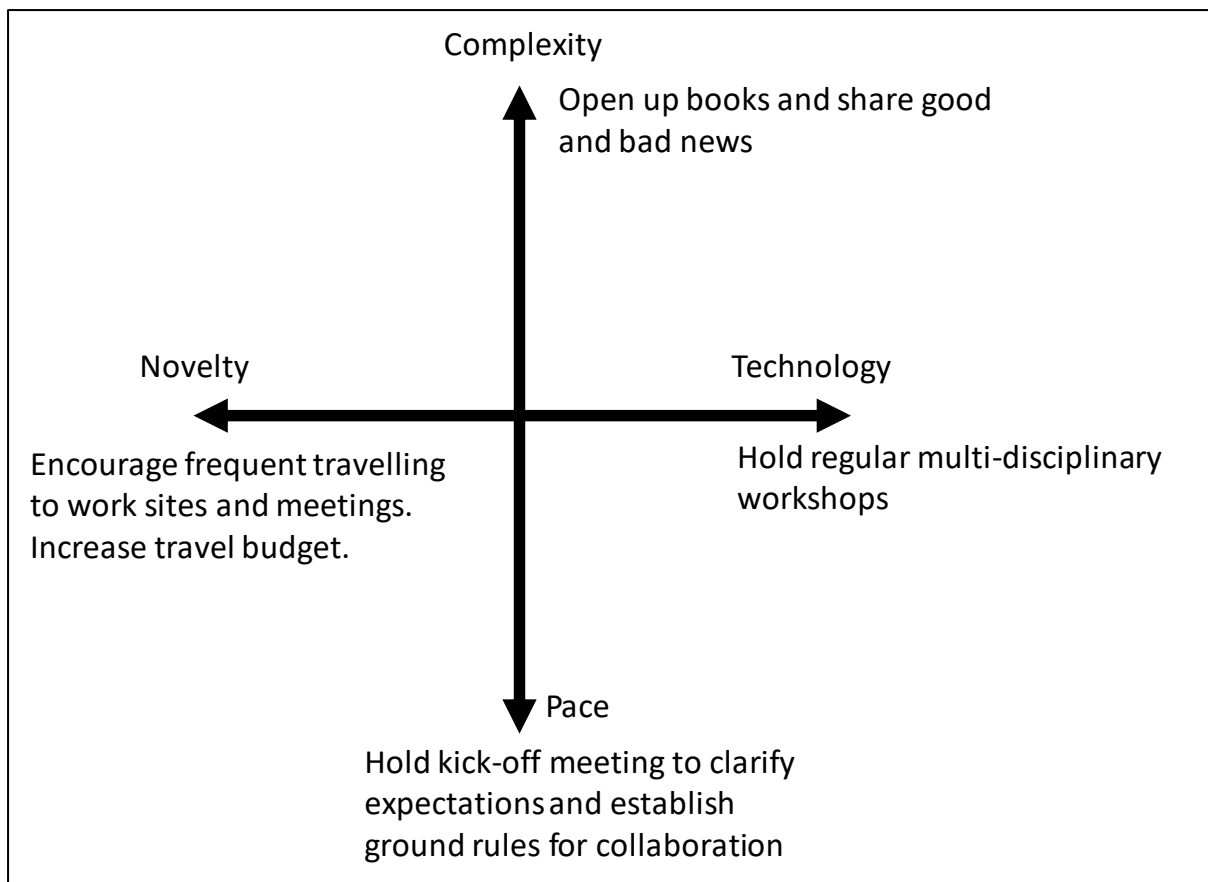 Complexity
Open up books and share good
and bad news
Novelty
Technology
Encourage frequent travelling
to work sites and meetings.
Increase travel budget.
Hold regular multi-disciplinary
workshops
Pace
Hold kick-off meeting to clarify
expectations and establish
ground rules for collaboration